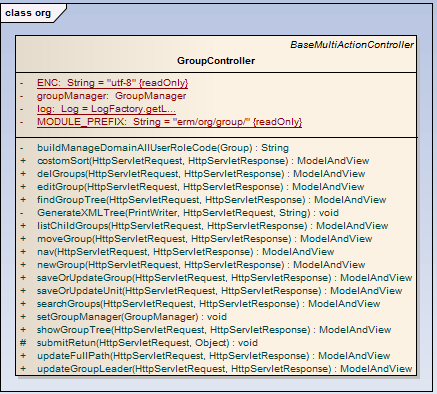 class org
BaseMultiActionController
GroupController
- ENC: String = "utf-8" {readOnly}
- groupManager: GroupManager
- log: Log = LogFactory.getL...
- MODULE_PREFIX: String = "erm/org/group/" {readOnly}
- buildManageDomainAllUserRoleCode(Group) : String
+ costomSort(HttpServletRequest, HttpServletResponse) : ModelAndView
+ delGroups(HttpServletRequest, HttpServletResponse) : ModelAndView
+ editGroup(HttpServletRequest, HttpServletResponse) : ModelAndView
+ findGroupTree(HttpServletRequest, HttpServletResponse) : ModelAndView
- GenerateXMLTree(PrintWriter, HttpServletRequest, String) : void
+ listChildGroups(HttpServletRequest, HttpServletResponse) : ModelAndView
+ moveGroup(HttpServletRequest, HttpServletResponse) : ModelAndView
+ nav(HttpServletRequest, HttpServletResponse) : ModelAndView
+ newGroup(HttpServletRequest, HttpServletResponse) : ModelAndView
+ saveOrUpdateGroup(HttpServletRequest, HttpServletResponse) : ModelAndView
+ saveOrUpdateUnit(HttpServletRequest, HttpServletResponse) : ModelAndView
+ searchGroups(HttpServletRequest, HttpServletResponse) : ModelAndView
+ setGroupManager(GroupManager) : void
+ showGroupTree(HttpServletRequest, HttpServletResponse) : ModelAndView
# submitRetun(HttpServletRequest, Object) : void
+ updateFullPath(HttpServletRequest, HttpServletResponse) : ModelAndView
+ updateGroupLeader(HttpServletRequest, HttpServletResponse) : ModelAndView